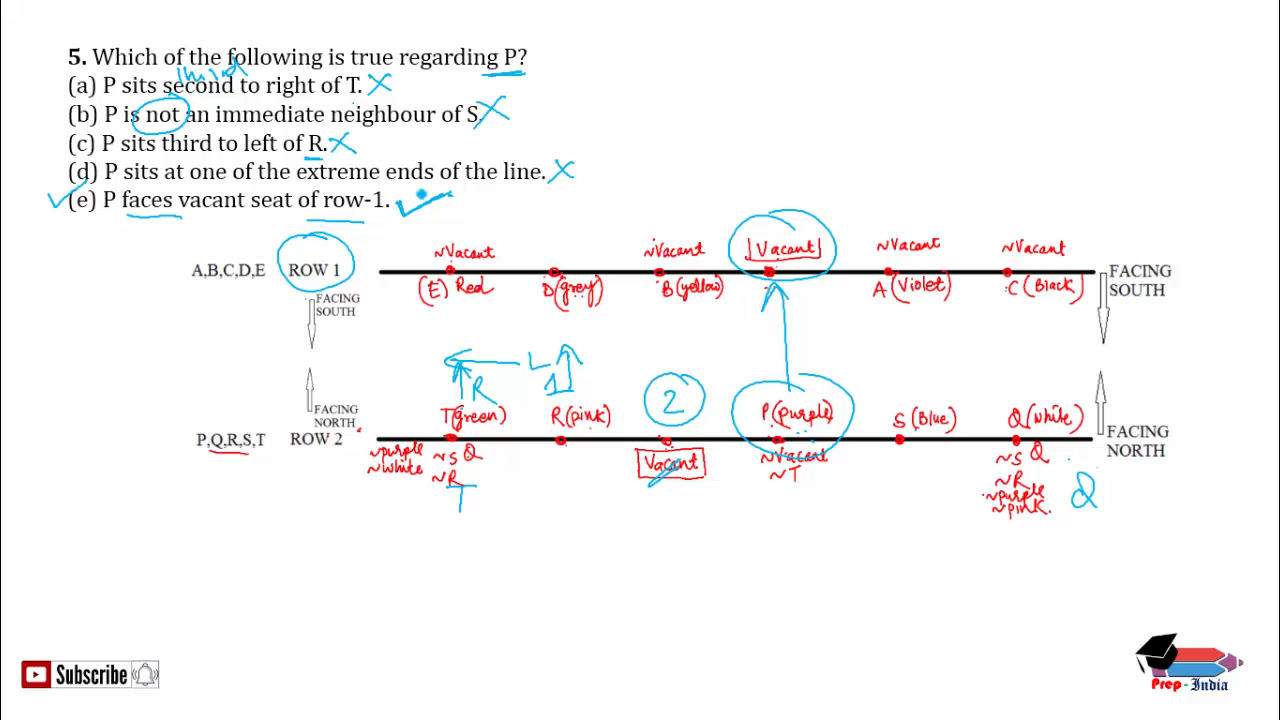 5. Which of the following is true regarding P?
third
(a) P sits second to right of T.
(b) P is not an immediate neighbour of S.
(c) P sits third to left of R.
(d) P sits at one of the extreme ends of the line.
(e) P faces vacant seat of row-1.
~Vacant ~Vacant Vacant ~Vacant ~Vacant
A,B,C,D,E ROW 1 FACING SOUTH
(E) Red D(grey) B(yellow) A(Violet) C(Black)
FACING SOUTH
L
R
2
FACING NORTH
T(green) R(pink) P(purple) S(Blue) Q(white)
P,Q,R,S,T ROW 2 FACING NORTH
~purple ~S Q Vacant ~Vacant ~S Q
~white ~R ~T ~R
T ~purple Q
~pink.
Subscribe
Prep-India